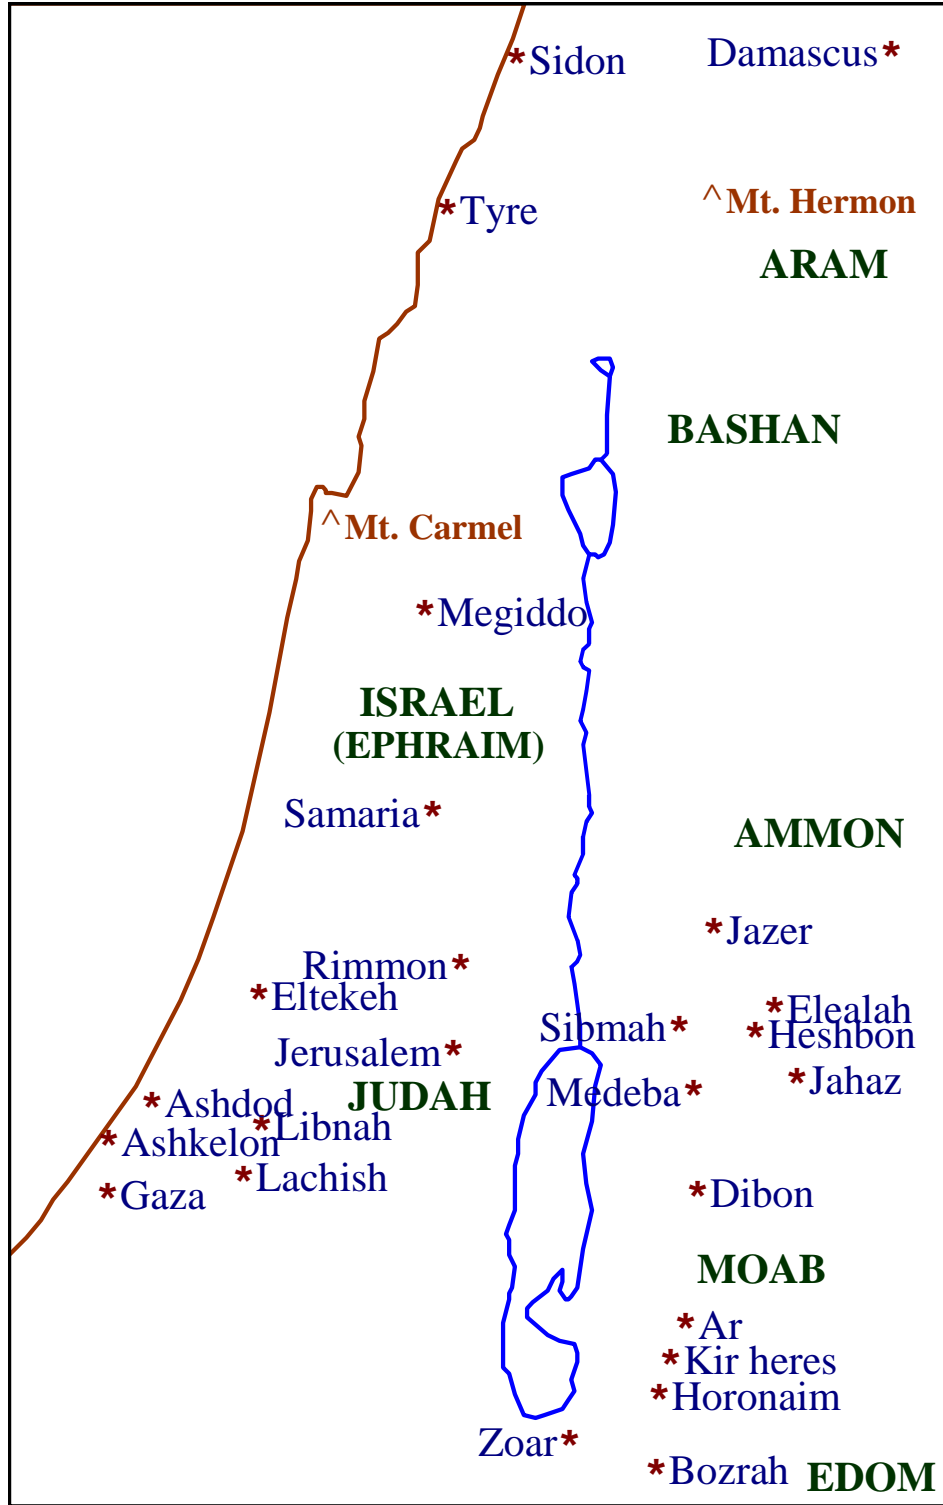 *Sidon
Damascus*
^Mt. Hermon
*Tyre
ARAM
BASHAN
^Mt. Carmel
*Megiddo
ISRAEL
(EPHRAIM)
Samaria*
AMMON
*Jazer
Rimmon*
*Eltekeh
*Elealah
Sibmah*
*Heshbon
Jerusalem*
*Jahaz
Medeba*
JUDAH
*Ashdod
*Libnah
*Ashkelon
*Lachish
*Gaza
*Dibon
MOAB
*Ar
*Kir heres
*Horonaim
Zoar*
*Bozrah
EDOM